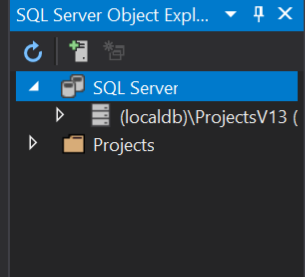 SQL Server Object Expl...
SQL Server
(localdb)\ProjectsV13 (
Projects